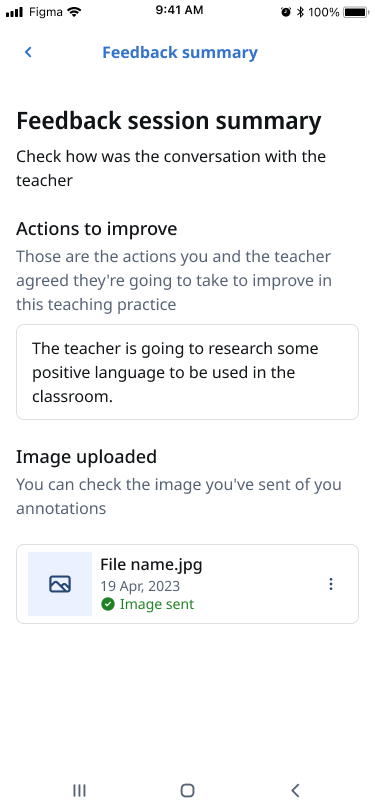 Figma 9:41 AM 100%
Feedback summary
Feedback session summary
Check how was the conversation with the
teacher
Actions to improve
Those are the actions you and the teacher
agreed they're going to take to improve in
this teaching practice
The teacher is going to research some
positive language to be used in the
classroom.
Image uploaded
You can check the image you've sent of you
annotations
File name.jpg
19 Apr, 2023
Image sent